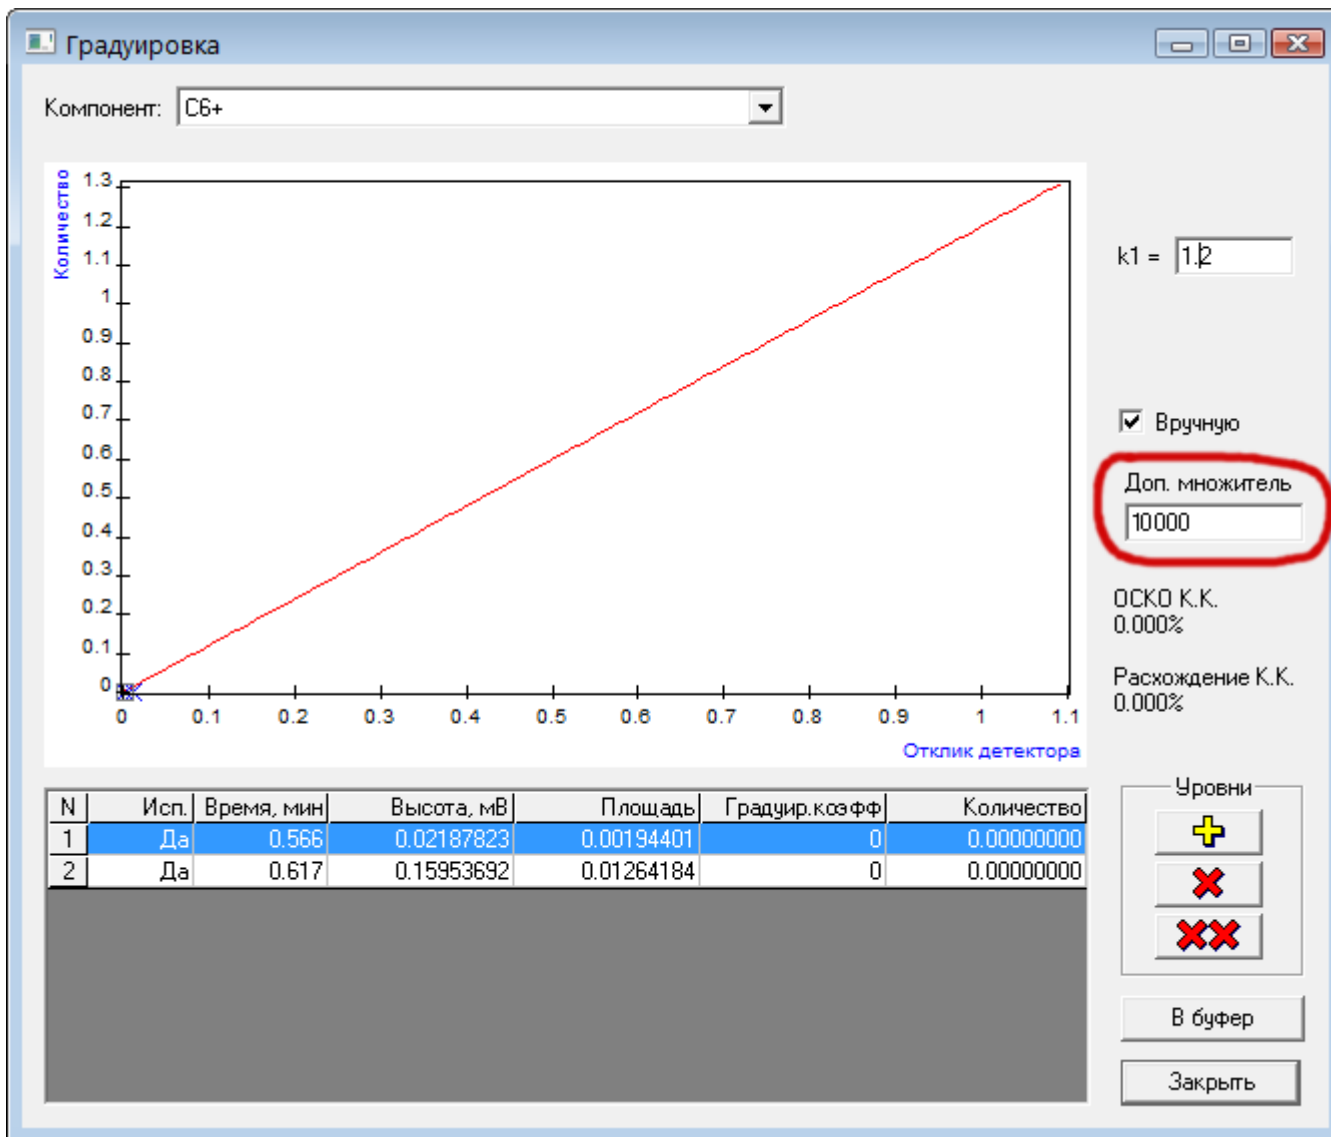 Градуировка
Компонент: C6+
Количество
1.3
1.2
1.1
1
0.9
0.8
0.7
0.6
0.5
0.4
0.3
0.2
0.1
0
0 0.1 0.2 0.3 0.4 0.5 0.6 0.7 0.8 0.9 1 1.1
Отклик детектора
k1 = 1.2
Вручную
Доп. множитель
10000
ОСКО К.К.
0.000%
Расхождение К.К.
0.000%
N Исп. Время, мин Высота, мВ Площадь Градуир.коэфф Количество
1 Да 0.566 0.02187823 0.00194401 0 0.00000000
2 Да 0.617 0.15953692 0.01264184 0 0.00000000
Уровни
В буфер
Закрыть